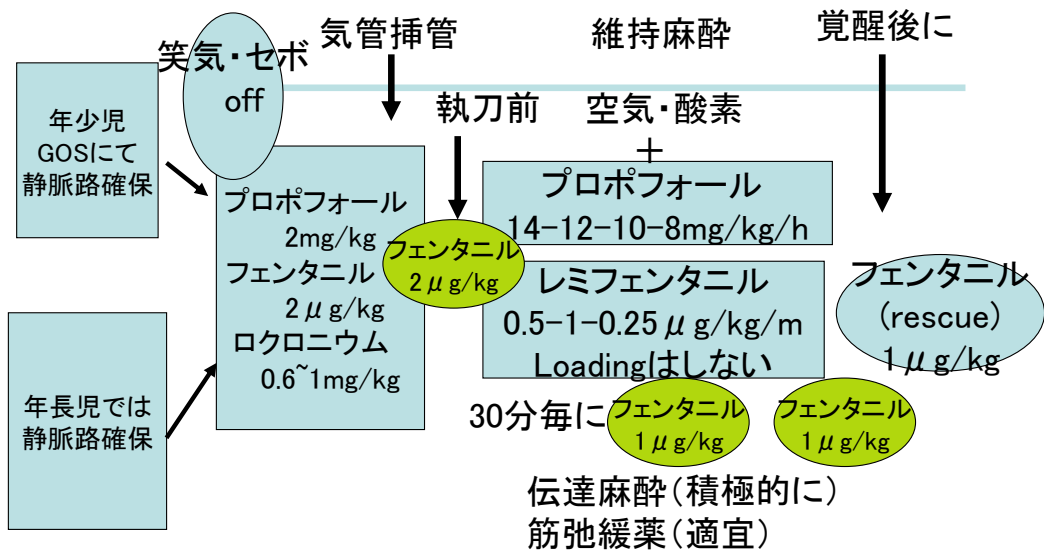 笑気・セボ
off
気管挿管
維持麻酔
覚醒後に
年少児
GOSにて
静脈路確保
執刀前
空気・酸素
+
プロポフォール
2mg/kg
フェンタニル
2μg/kg
ロクロニウム
0.6~1mg/kg
フェンタニル
2μg/kg
プロポフォール
14-12-10-8mg/kg/h
レミフェンタニル
0.5-1-0.25μg/kg/m
Loadingはしない
フェンタニル
(rescue)
1μg/kg
年長児では
静脈路確保
30分毎に
フェンタニル
1μg/kg
フェンタニル
1μg/kg
伝達麻酔(積極的に)
筋弛緩薬(適宜)